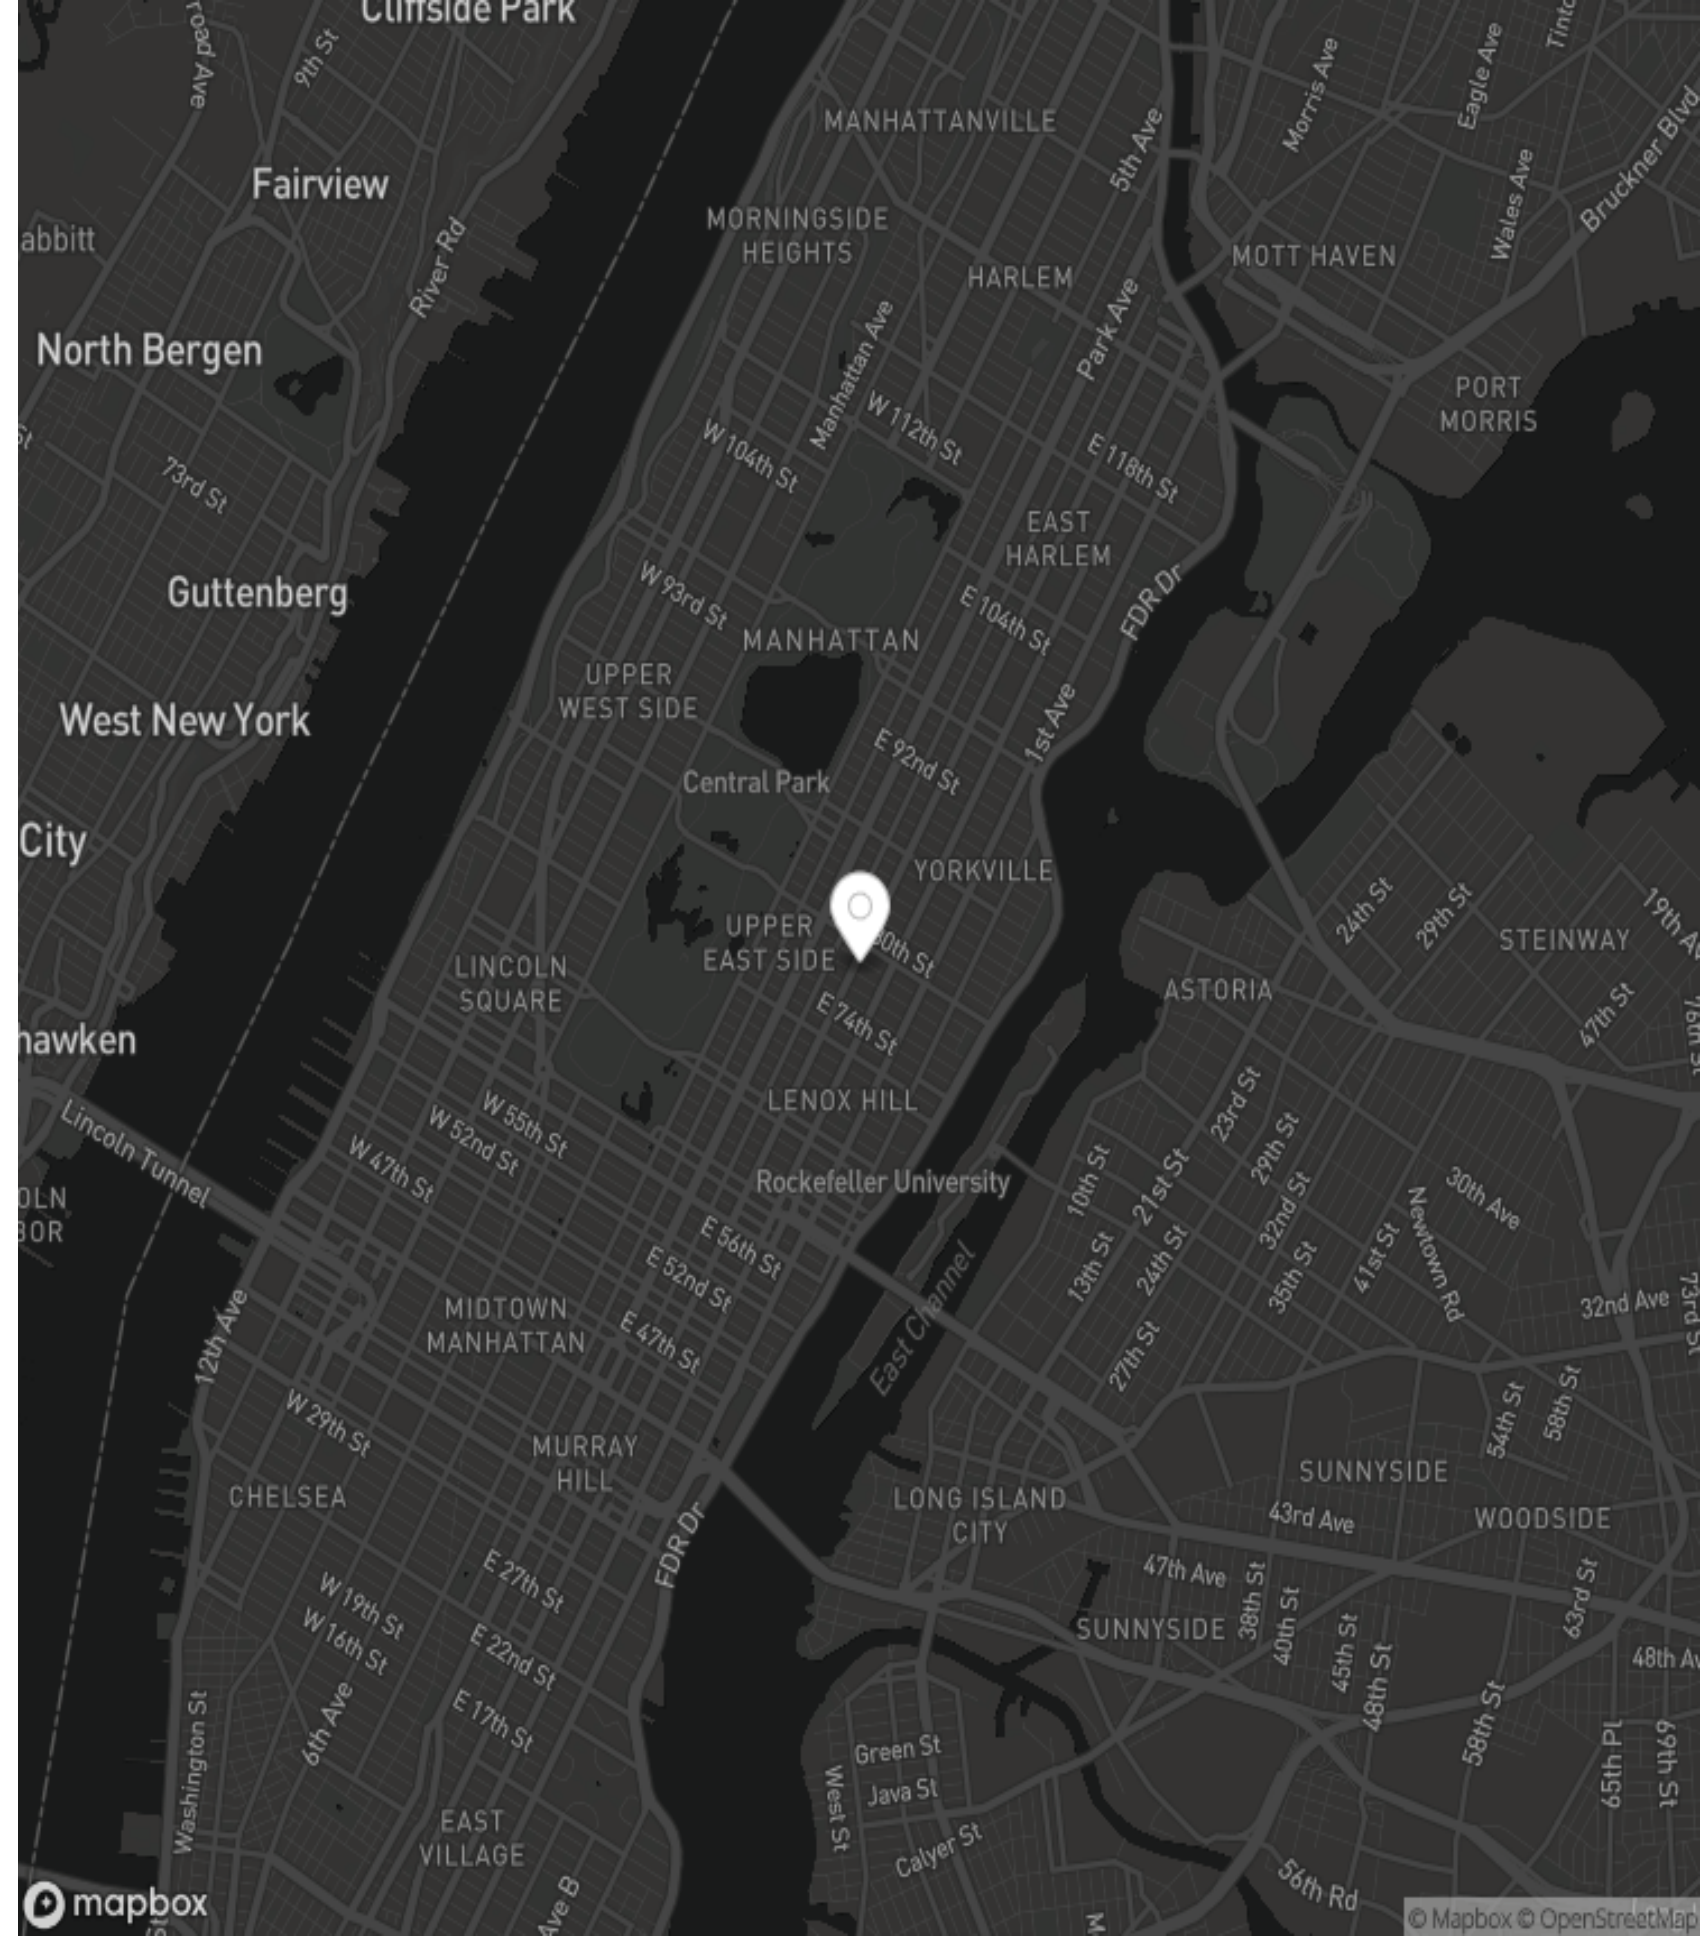 Cliffside Park
9th St
Morris Ave
Eagle Ave
MANHATTANVILLE
5th Ave
Bruckner Blvd
Fairview
Wales Ave
MORNINGSIDE
HEIGHTS
River Rd
MOTT HAVEN
HARLEM
North Bergen
Park Ave
Manhattan Ave
PORT
MORRIS
W 112th St
W 104th St
E 118th St
73rd St
EAST
HARLEM
Guttenberg
W 93rd St
E 104th St
FDR Dr
MANHATTAN
UPPER
WEST SIDE
West New York
1st Ave
E 92nd St
Central Park
City
YORKVILLE
24th St
29th St
19th
UPPER
EAST SIDE
STEINWAY
LINCOLN
SQUARE
ASTORIA
E 74th St
47th St
76th St
LENOX HILL
Lincoln Tunnel
W 55th St
W 52nd St
W 47th St
23rd St
29th St
Rockefeller University
10th St
21st St
30th Ave
E 56th St
E 52nd St
32nd St
Newtown Rd
13th St
24th St
35th St
41st St
East Channel
MIDTOWN
MANHATTAN
12th Ave
E 47th St
27th St
32nd Ave
73rd St
W 29th St
54th St
58th St
MURRAY
HILL
SUNNYSIDE
CHELSEA
LONG ISLAND
CITY
43rd Ave
WOODSIDE
FDR Dr
E 27th St
47th Ave
38th St
40th St
63rd St
W 19th St
W 16th St
SUNNYSIDE
E 22nd St
45th St
48th St
48th
6th Ave
E 17th St
58th St
Washington St
Green St
Java St
West St
65th Pl
69th St
EAST
VILLAGE
Calyer St
56th Rd
Ave B
mapbox
© Mapbox © OpenStreetMap